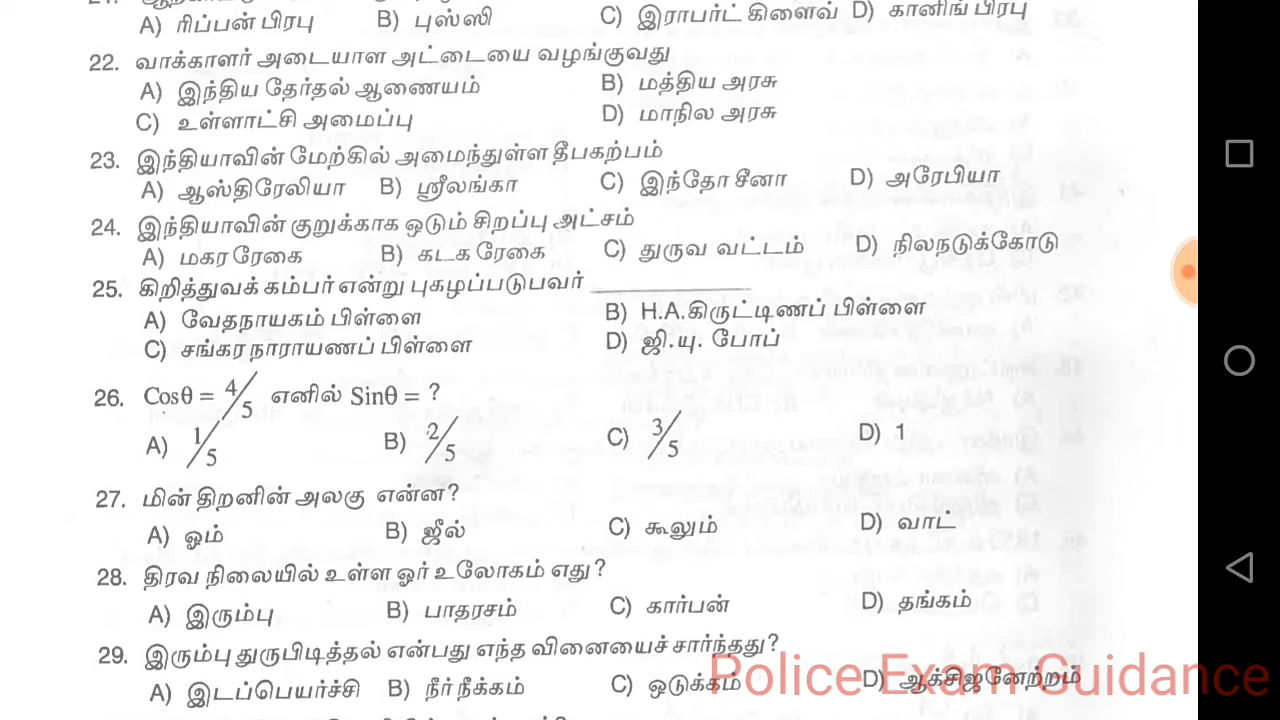 21.
A) ரிப்பன் பிரபு B) புஸ்ஸி C) இராபர்ட் கிளைவ் D) கானிங் பிரபு
22. வாக்காளர் அடையாள அட்டையை வழங்குவது
A) இந்திய தேர்தல் ஆணையம் B) மத்திய அரசு
C) உள்ளாட்சி அமைப்பு D) மாநில அரசு
23. இந்தியாவின் மேற்கில் அமைந்துள்ள தீபகற்பம்
A) ஆஸ்திரேலியா B) ஸ்ரீலங்கா C) இந்தோ சீனா D) அரேபியா
24. இந்தியாவின் குறுக்காக ஒடும் சிறப்பு அட்சம்
A) மகர ரேகை B) கடக ரேகை C) துருவ வட்டம் D) நிலநடுக்கோடு
25. கிறித்துவக் கம்பர் என்று புகழப்படுபவர் ____________
A) வேதநாயகம் பிள்ளை B) H.A.கிருட்டிணப் பிள்ளை
C) சங்கரநாராயணப் பிள்ளை D) ஜி.யு. போப்
26. Cosθ = 4/5 எனில் Sinθ = ?
A) 1/5 B) 2/5 C) 3/5 D) 1
27. மின் திறனின் அலகு என்ன?
A) ஓம் B) ஜீல் C) கூலும் D) வாட்
28. திரவ நிலையில் உள்ள ஓர் உலோகம் எது?
A) இரும்பு B) பாதரசம் C) கார்பன் D) தங்கம்
29. இரும்பு துருபிடித்தல் என்பது எந்த வினையைச் சார்ந்தது?
A) இடப்பெயர்ச்சி B) நீர்நீக்கம் C) ஒடுக்கம் D) ஆக்சிஜனேற்றம்
Police Exam Guidance